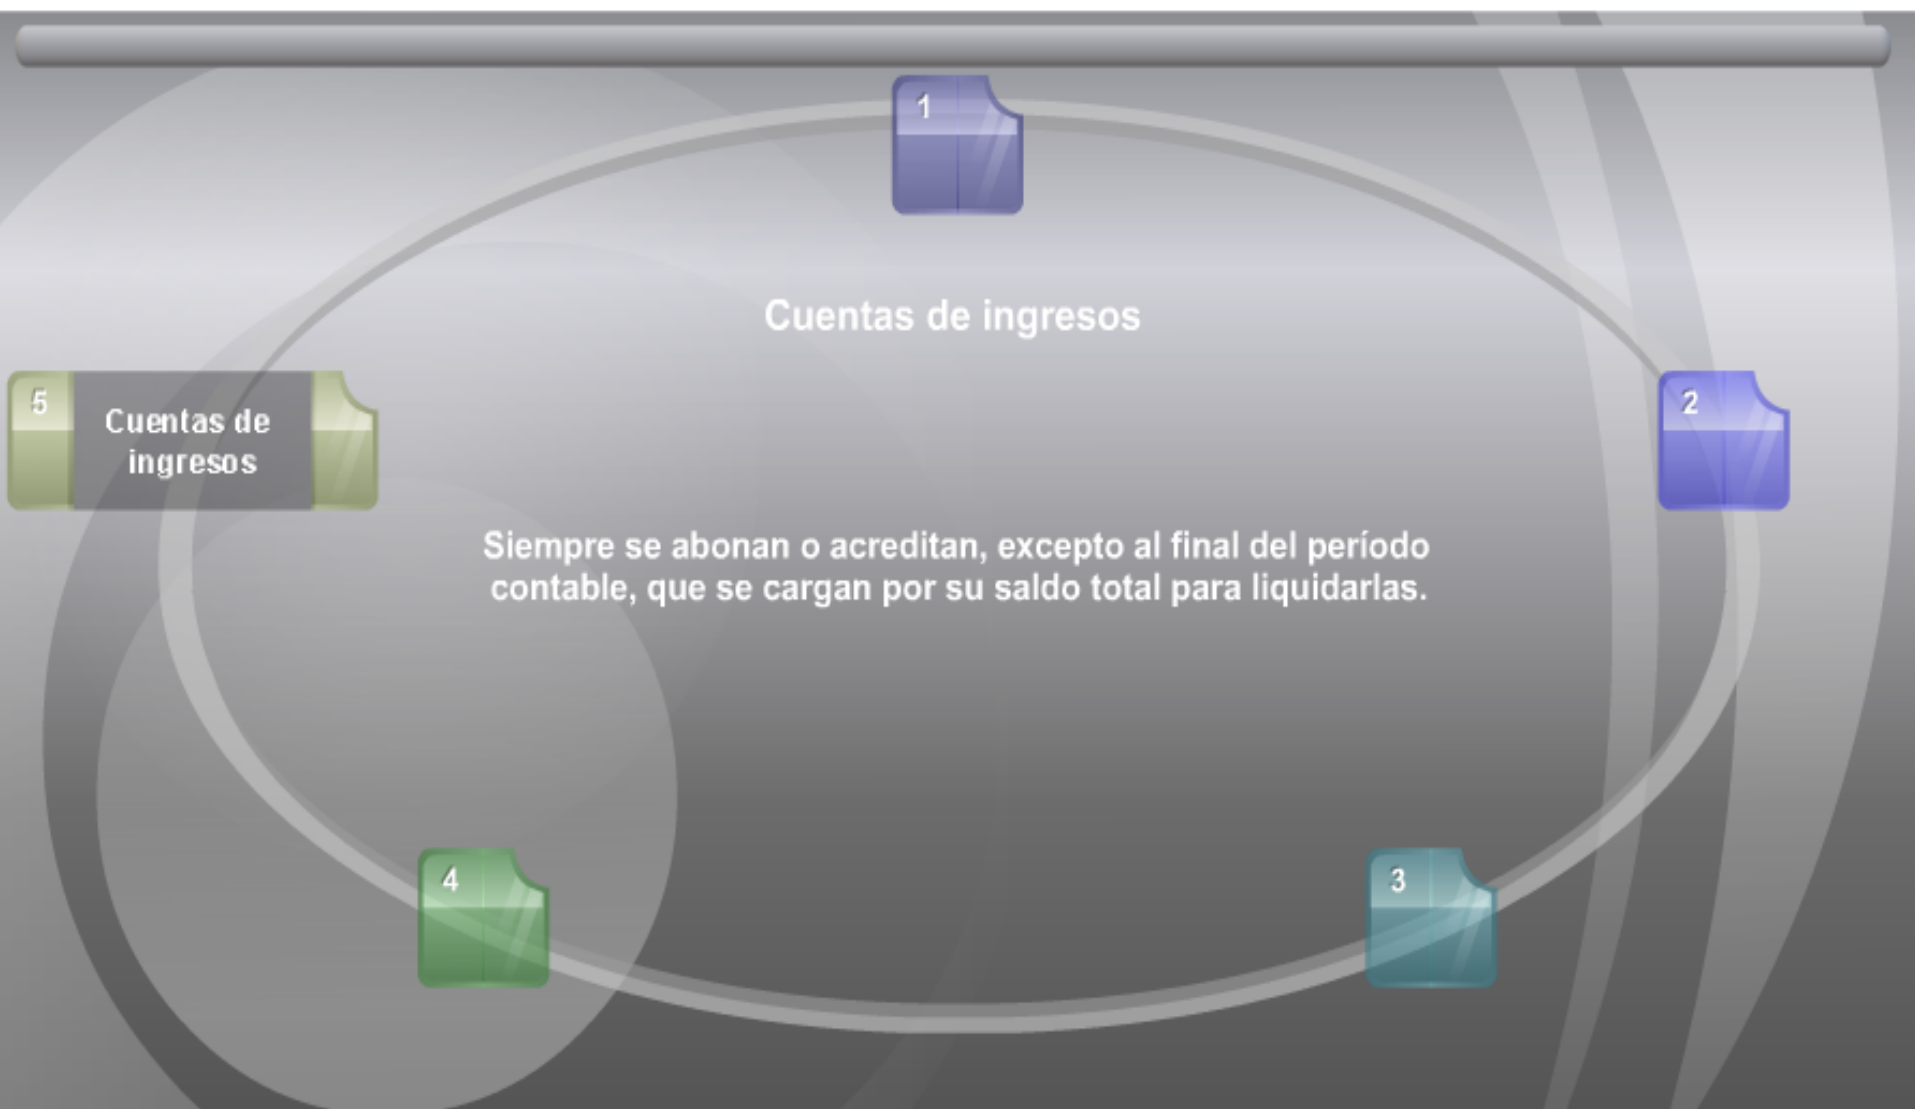 1
Cuentas de ingresos
5
Cuentas de
ingresos
2
Siempre se abonan o acreditan, excepto al final del período
contable, que se cargan por su saldo total para liquidarlas.
4
3